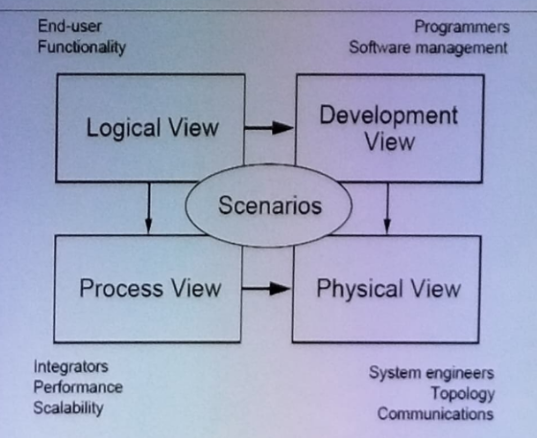 End-user
Functionality
Programmers
Software management
Logical View
Development
View
Scenarios
Process View
Physical View
Integrators
Performance
Scalability
System engineers
Topology
Communications